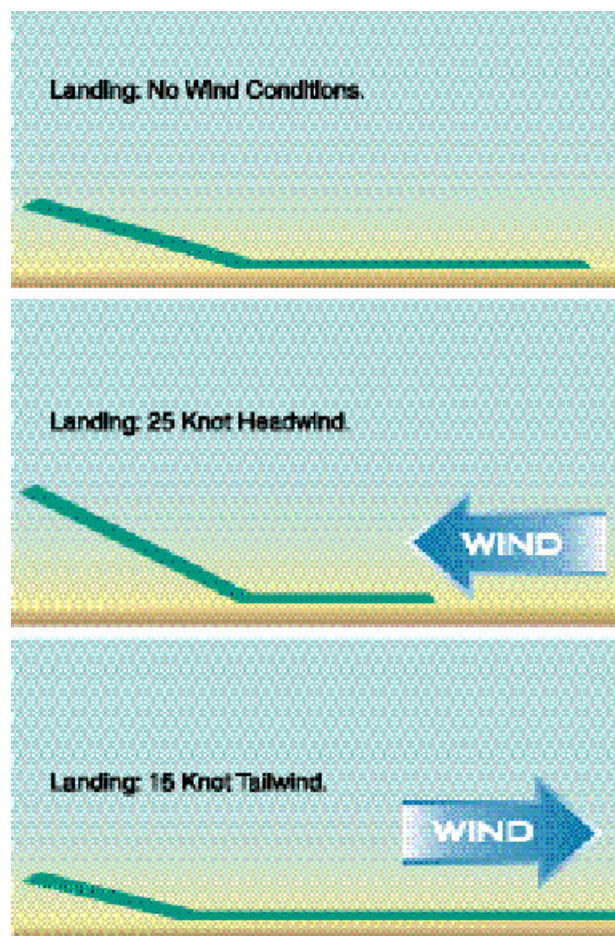 Landing: No Wind Conditions.
Landing: 25 Knot Headwind.
WIND
Landing: 15 Knot Tailwind.
WIND